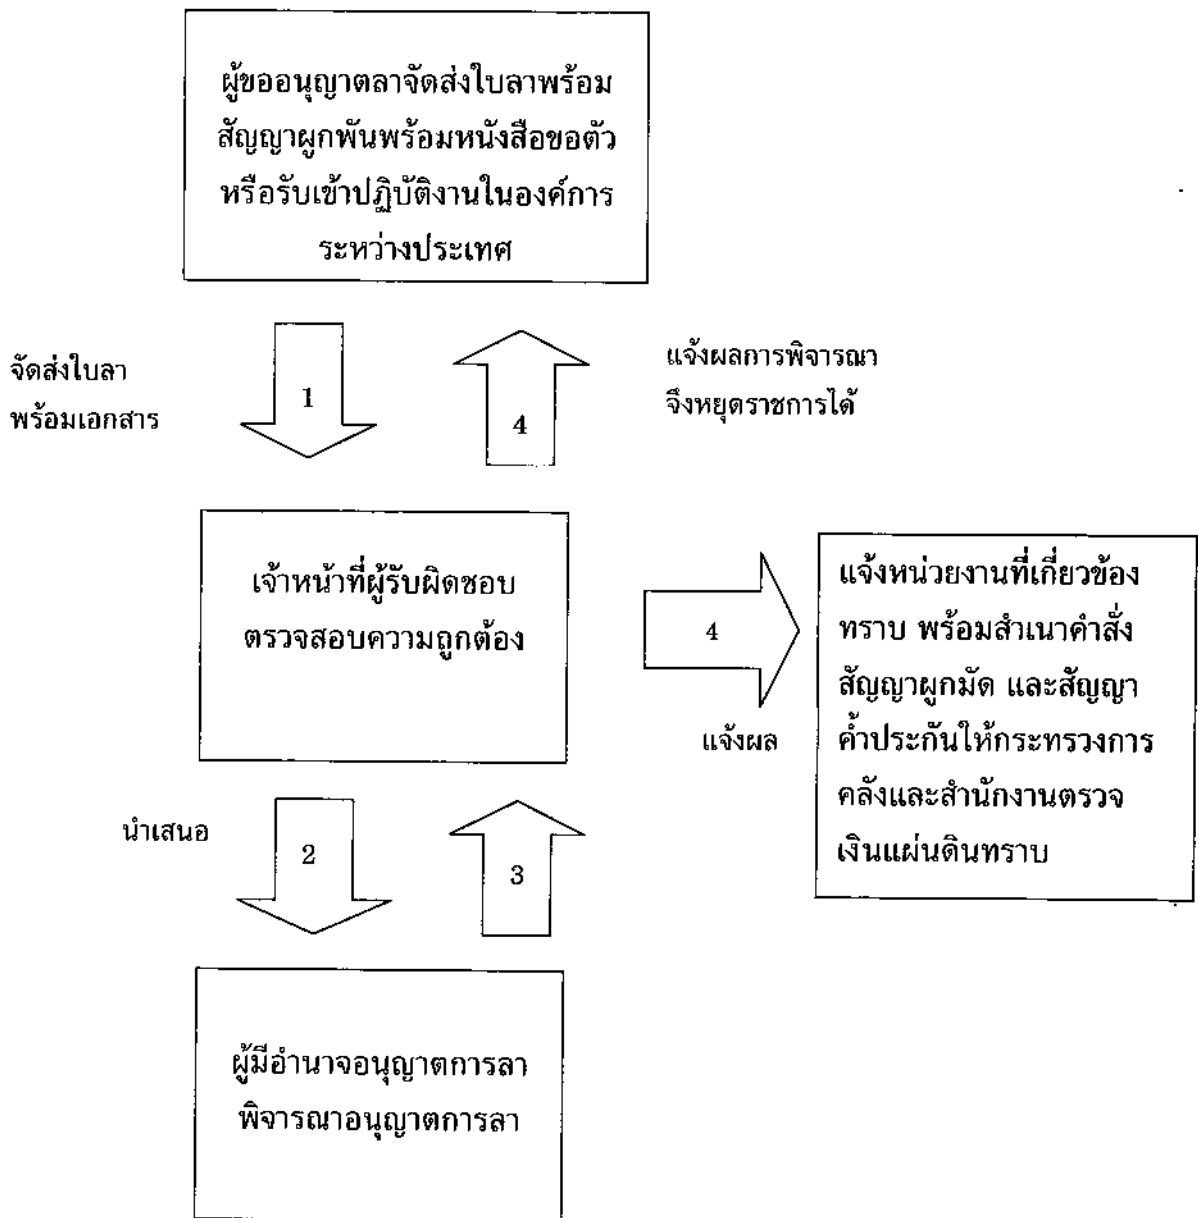 ผู้ขออนุญาตลาจัดส่งใบลาพร้อม
สัญญาผูกพันพร้อมหนังสือขอตัว
หรือรับเข้าปฏิบัติงานในองค์การ
ระหว่างประเทศ
จัดส่งใบลา
พร้อมเอกสาร
1
4
แจ้งผลการพิจารณา
จึงหยุดราชการได้
เจ้าหน้าที่ผู้รับผิดชอบ
ตรวจสอบความถูกต้อง
4
แจ้งผล
แจ้งหน่วยงานที่เกี่ยวข้อง
ทราบ พร้อมสำเนาคำสั่ง
สัญญาผูกมัด และสัญญา
ค้ำประกันให้กระทรวงการ
คลังและสำนักงานตรวจ
เงินแผ่นดินทราบ
นำเสนอ
2
3
ผู้มีอำนาจอนุญาตการลา
พิจารณาอนุญาตการลา